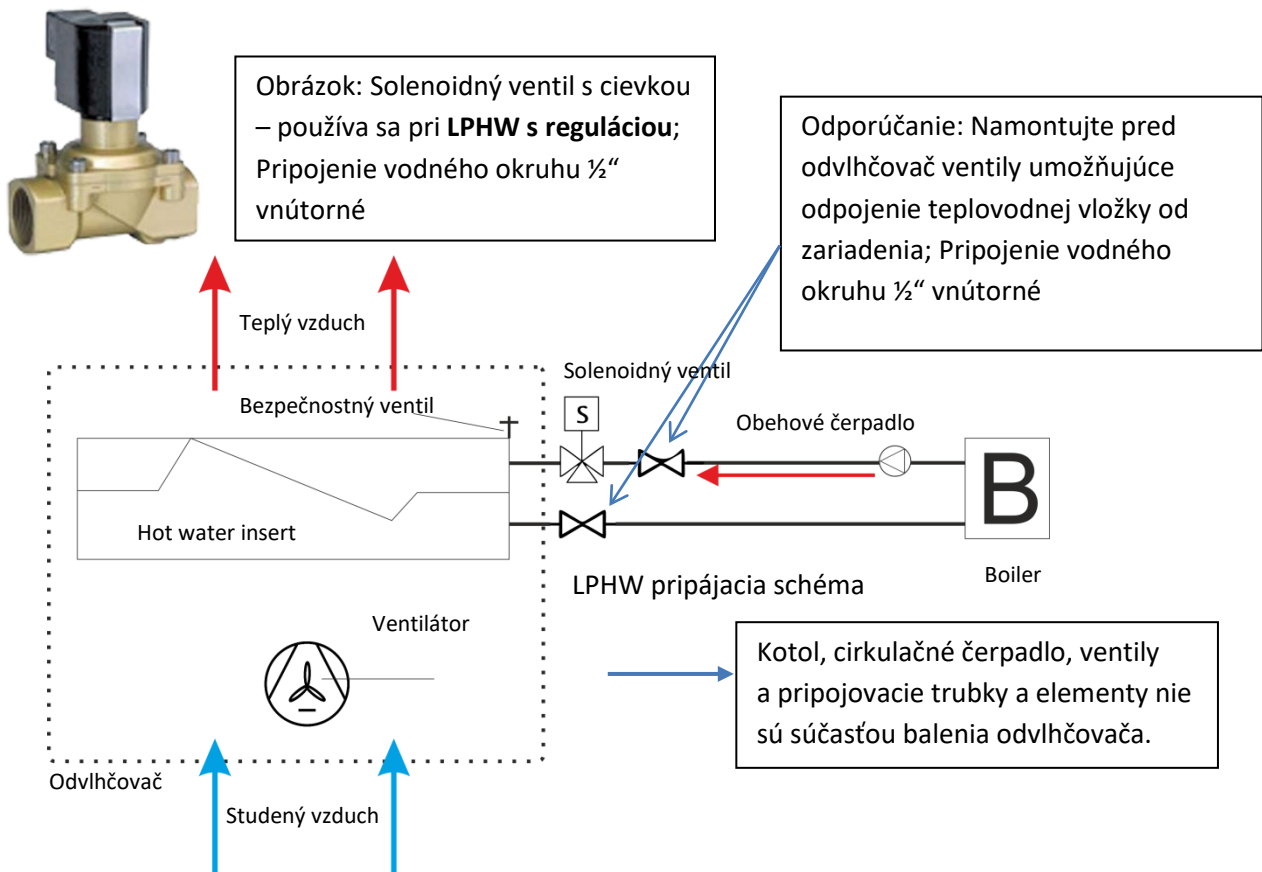 Obrázok: Solenoidný ventil s cievkou
– používa sa pri LPHW s reguláciou;
Pripojenie vodného okruhu ½“
vnútorné
Odporúčanie: Namontujte pred
odvlhčovač ventily umožňujúce
odpojenie teplovodnej vložky od
zariadenia; Pripojenie vodného
okruhu ½“ vnútorné
Teplý vzduch
Solenoidný ventil
Bezpečnostný ventil
S
Obehové čerpadlo
B
Hot water insert
Boiler
LPHW pripájacia schéma
Ventilátor
Kotol, cirkulačné čerpadlo, ventily
a pripojovacie trubky a elementy nie
sú súčasťou balenia odvlhčovača.
Odvlhčovač
Studený vzduch